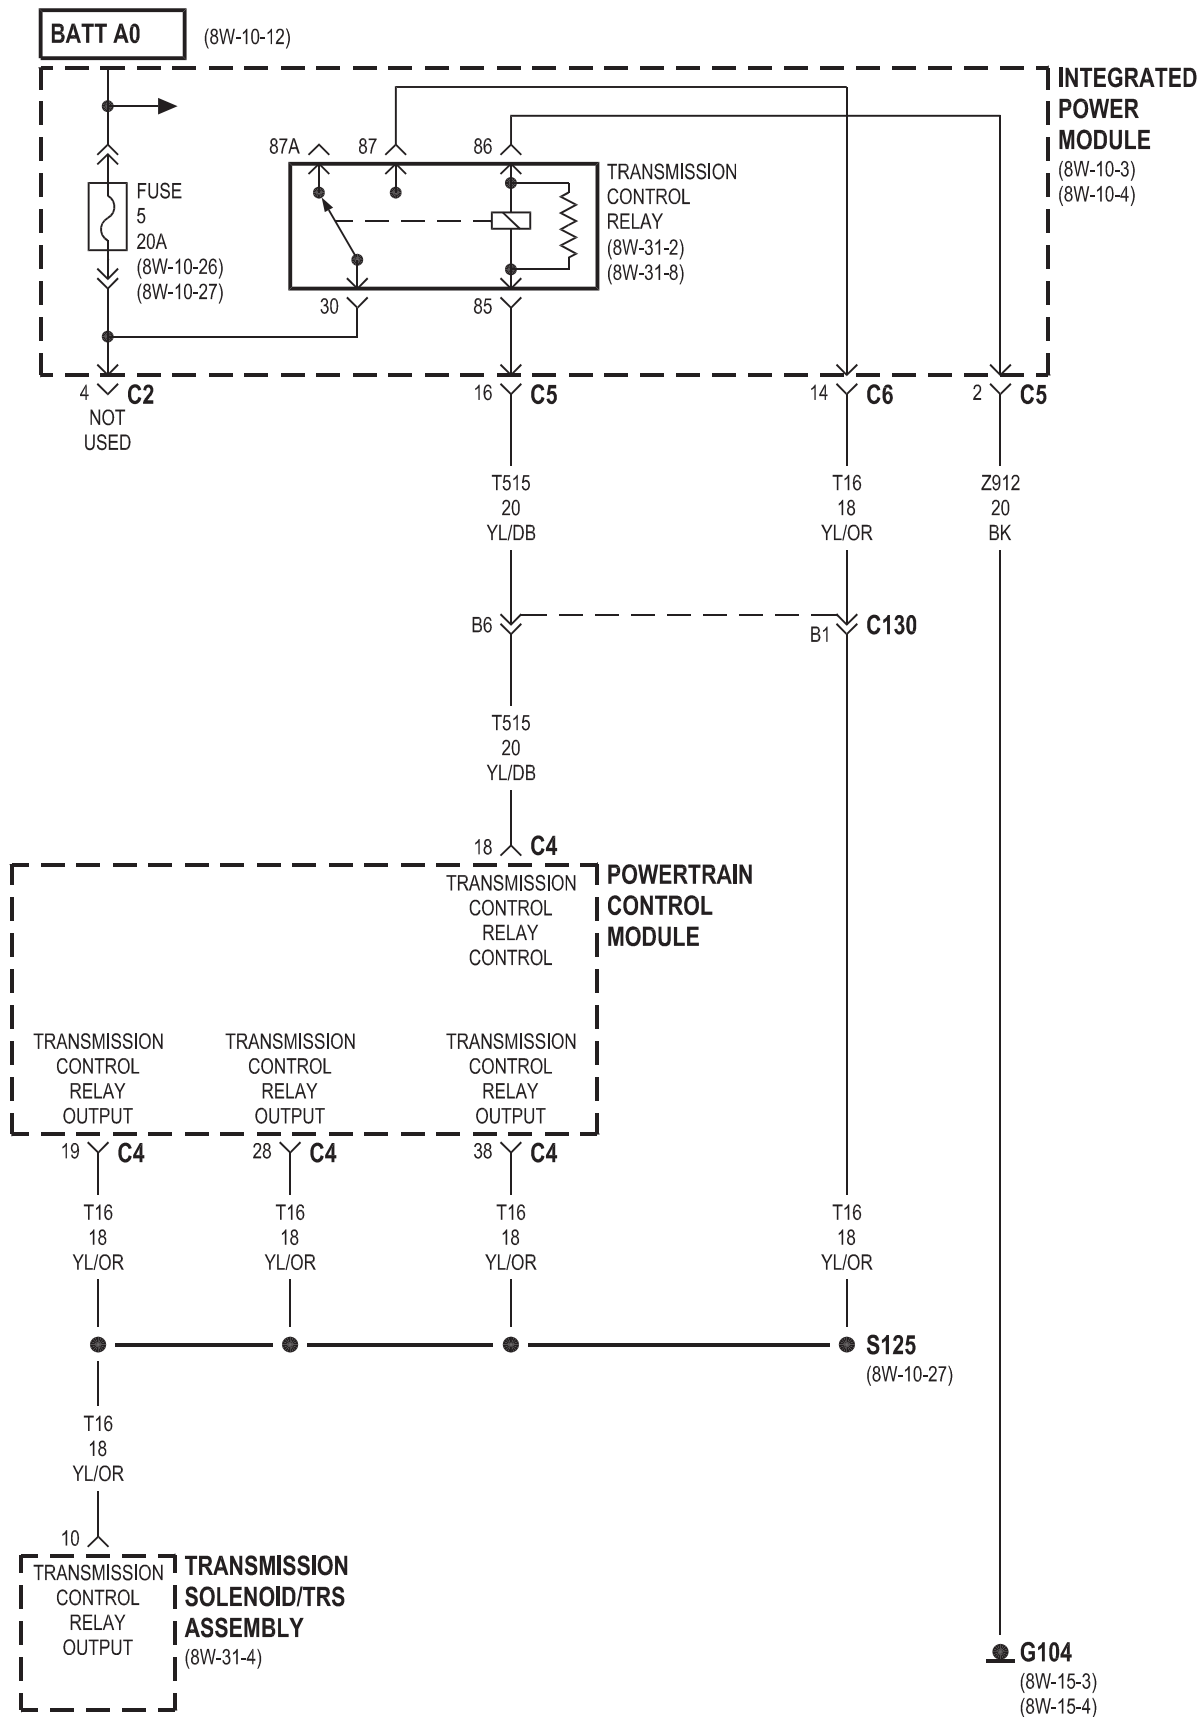 BATT A0
(8W-10-12)
INTEGRATED
POWER
MODULE
(8W-10-3)
(8W-10-4)
87A
87
86
TRANSMISSION
CONTROL
RELAY
(8W-31-2)
(8W-31-8)
FUSE
5
20A
(8W-10-26)
(8W-10-27)
30
85
4
C2
NOT
USED
16
C5
14
C6
2
C5
T515
20
YL/DB
T16
18
YL/OR
Z912
20
BK
B6
B1
C130
T515
20
YL/DB
18
C4
POWERTRAIN
CONTROL
MODULE
TRANSMISSION
CONTROL
RELAY
CONTROL
TRANSMISSION
CONTROL
RELAY
OUTPUT
TRANSMISSION
CONTROL
RELAY
OUTPUT
TRANSMISSION
CONTROL
RELAY
OUTPUT
19
C4
28
C4
38
C4
T16
18
YL/OR
T16
18
YL/OR
T16
18
YL/OR
T16
18
YL/OR
S125
(8W-10-27)
T16
18
YL/OR
10
TRANSMISSION
CONTROL
RELAY
OUTPUT
TRANSMISSION
SOLENOID/TRS
ASSEMBLY
(8W-31-4)
G104
(8W-15-3)
(8W-15-4)